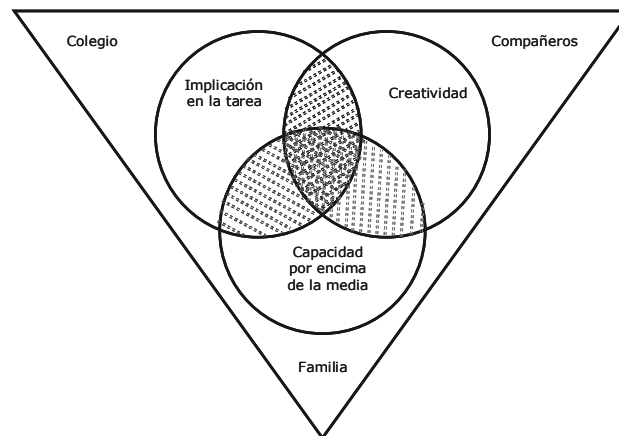 Colegio
Compañeros
Implicación
en la tarea
Creatividad
Capacidad
por encima
de la media
Familia